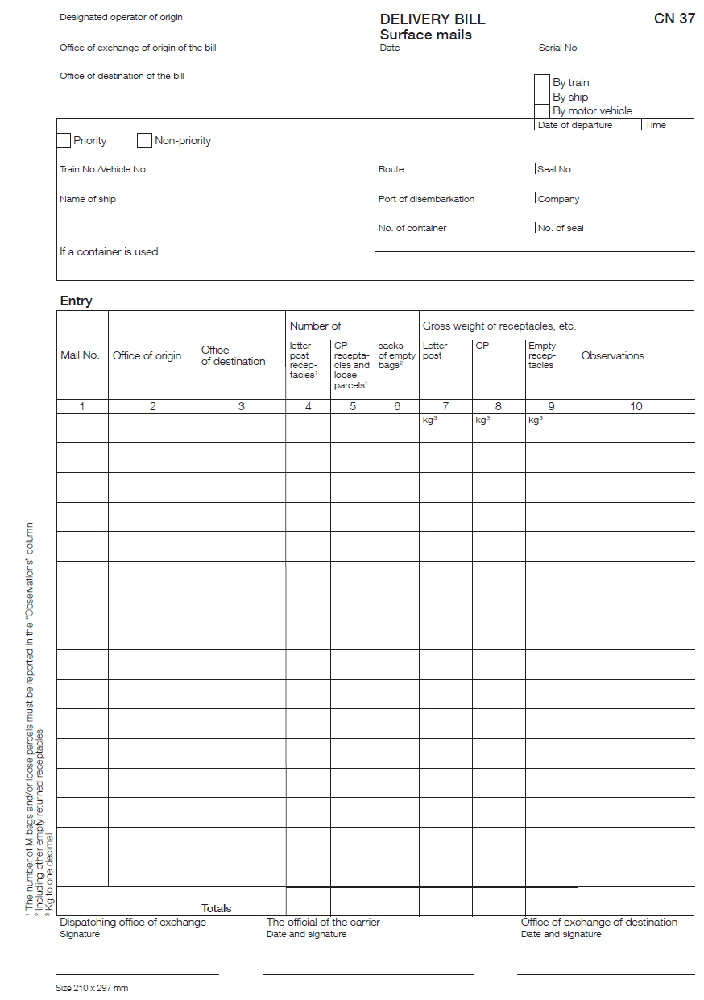 Designated operator of origin
DELIVERY BILL
CN 37
Surface mails
Office of exchange of origin of the bill
Date
Serial No
Office of destination of the bill
By train
By ship
By motor vehicle
Date of departure
Time
Priority
Non-priority
Train No./Vehicle No.
Route
Seal No.
Name of ship
Port of disembarkation
Company
No. of container
No. of seal
If a container is used
Entry
Mail No.
Office of origin
Office
of destination
Number of
letter-
post
recep-
tacles¹
CP
recepta-
cles and
loose
parcels¹
sacks
of empty
bags²
Gross weight of receptacles, etc.
Letter
post
CP
Empty
recep-
tacles
Observations
1 2 3 4 5 6 7 8 9 10
kg³ kg³ kg³
Totals
Dispatching office of exchange
Signature
The official of the carrier
Date and signature
Office of exchange of destination
Date and signature
Size 210 x 297 mm
¹ The number of M bags and/or loose parcels must be reported in the "Observations" column
² Including other empty returned receptacles
³ Kg to one decimal